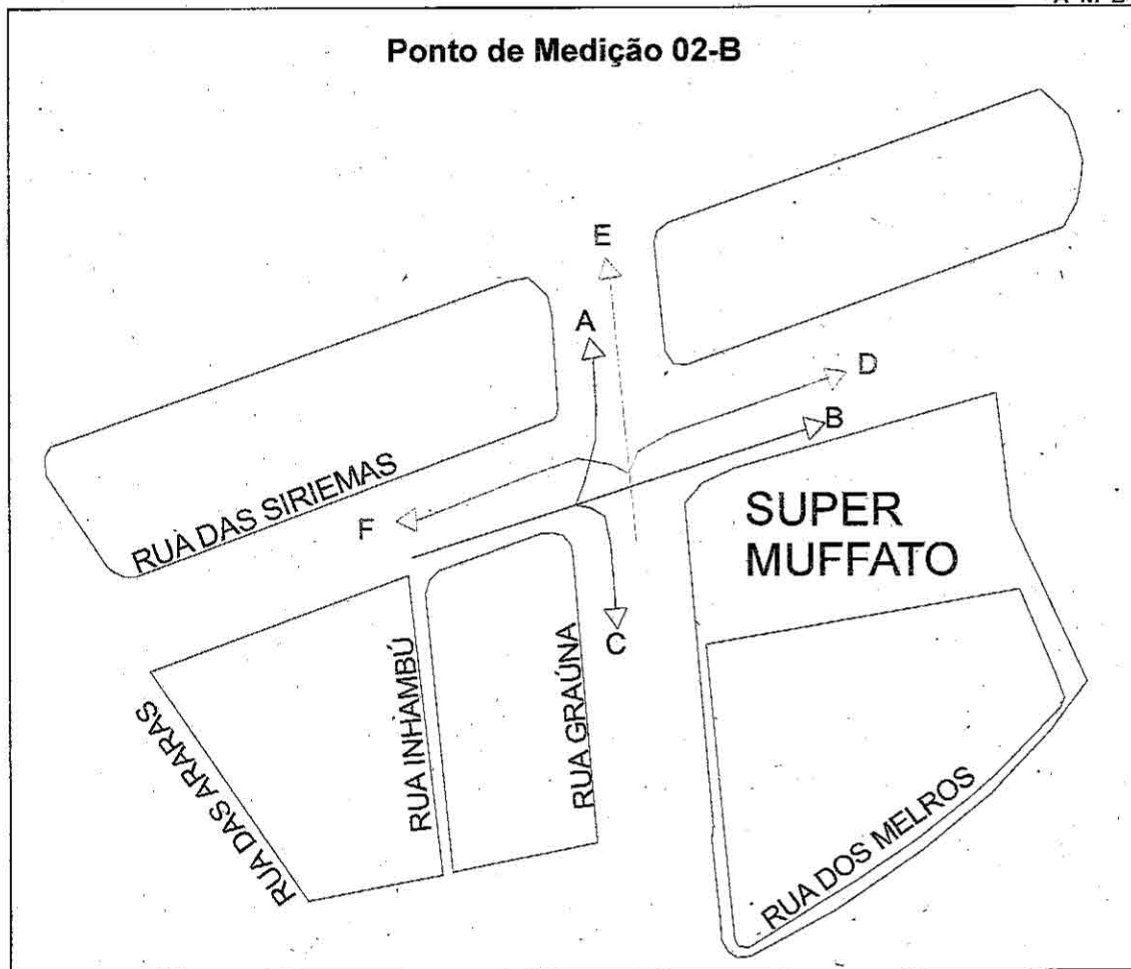 Ponto de Medição 02-B
E
A
D
B
RUA DAS SIRIEMAS
F
SUPER
MUFFATO
C
RUA INHAMBÚ
RUA GRAÚNA
RUA DAS ARARAS
RUA DOS MELROS